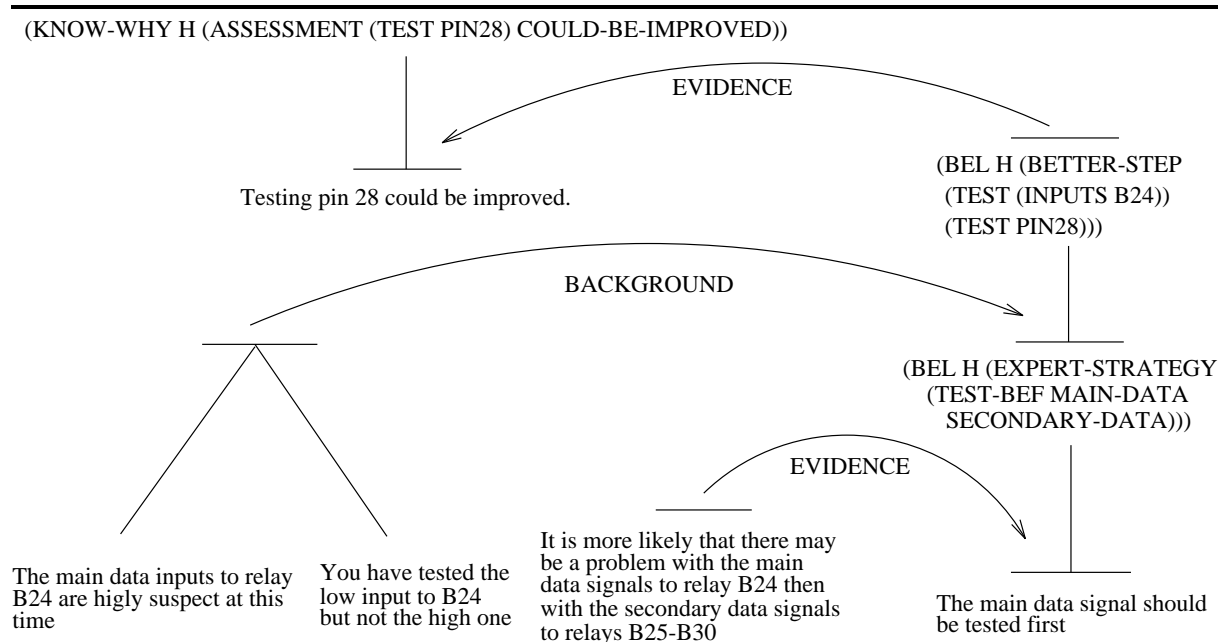 (KNOW-WHY H (ASSESSMENT (TEST PIN28) COULD-BE-IMPROVED))
EVIDENCE
(BEL H (BETTER-STEP
(TEST (INPUTS B24))
(TEST PIN28)))
Testing pin 28 could be improved.
BACKGROUND
(BEL H (EXPERT-STRATEGY
(TEST-BEF MAIN-DATA
SECONDARY-DATA)))
EVIDENCE
The main data inputs to relay
B24 are higly suspect at this
time
You have tested the
low input to B24
but not the high one
It is more likely that there may
be a problem with the main
data signals to relay B24 then
with the secondary data signals
to relays B25-B30
The main data signal should
be tested first